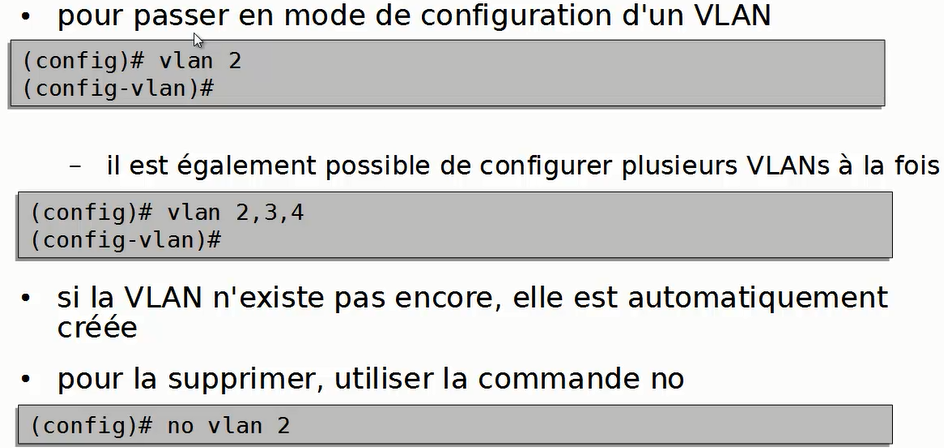 • pour passer en mode de configuration d'un VLAN
(config)# vlan 2
(config-vlan)#
– il est également possible de configurer plusieurs VLANs à la fois
(config)# vlan 2,3,4
(config-vlan)#
• si la VLAN n'existe pas encore, elle est automatiquement
créée
• pour la supprimer, utiliser la commande no
(config)# no vlan 2